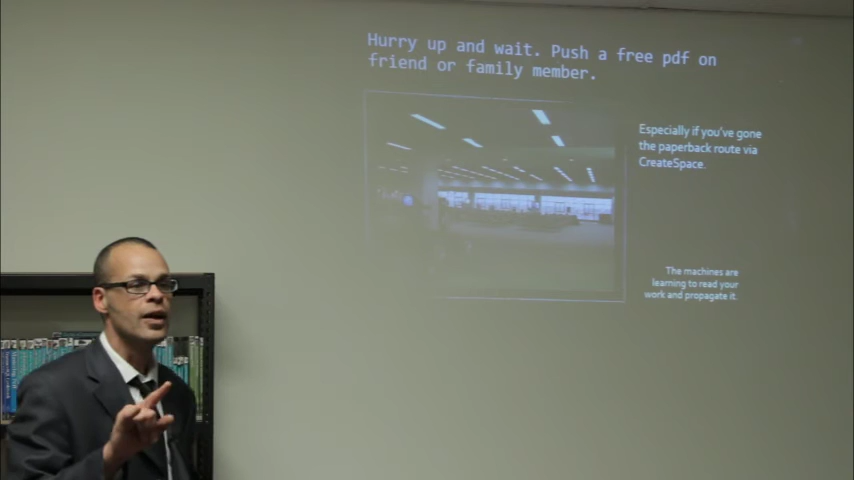 Hurry up and wait. Push a free pdf on
friend or family member.
Especially if you've gone
the paperback route via
CreateSpace.
The machines are
learning to read your
work and propagate it.